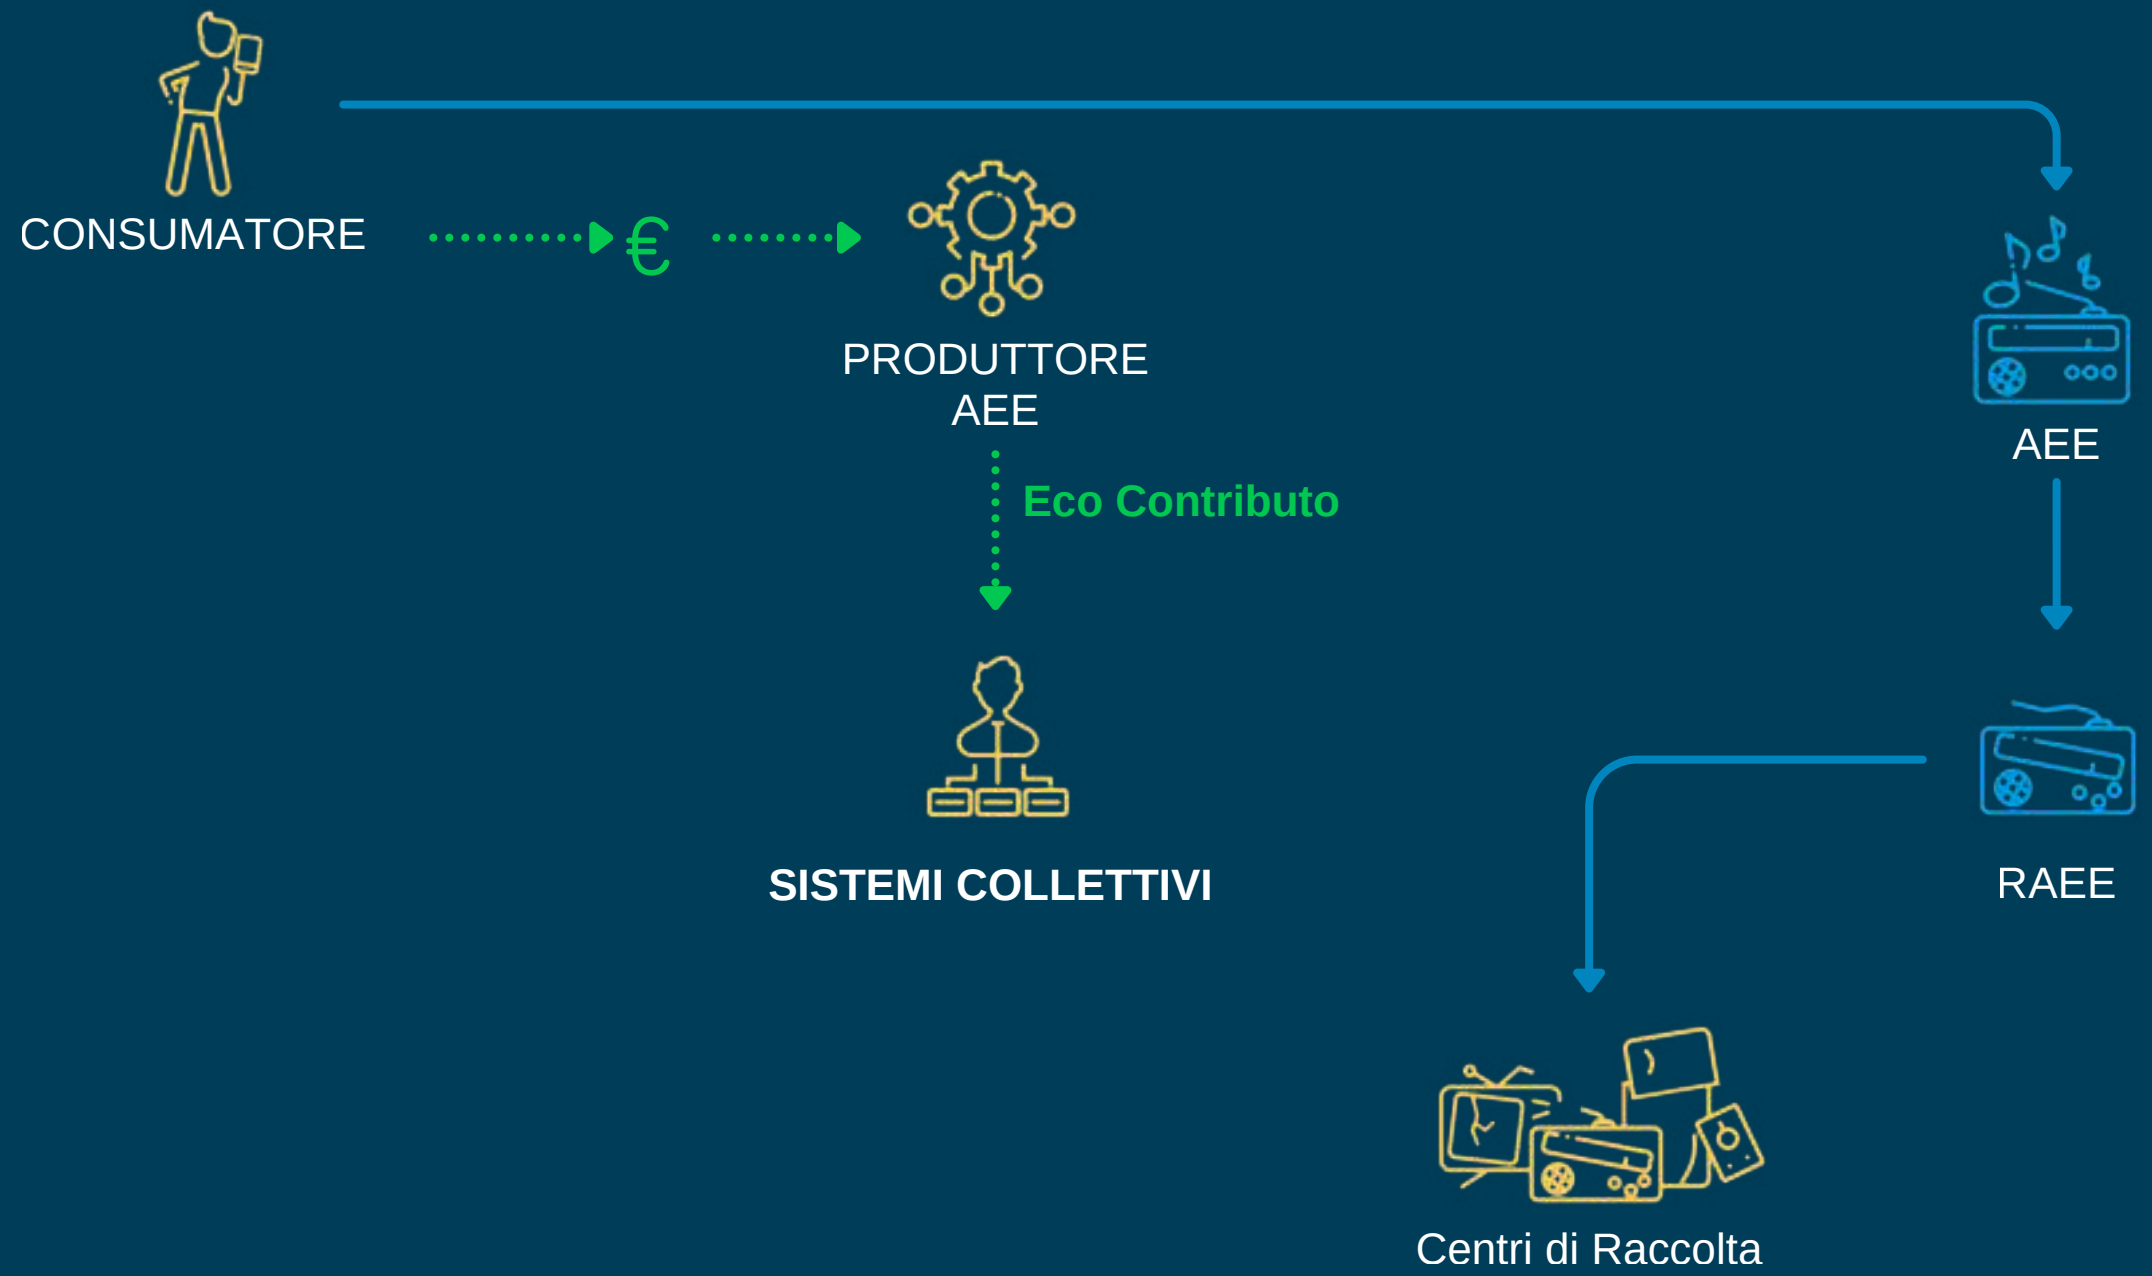 CONSUMATORE
€
PRODUTTORE
AEE
AEE
Eco Contributo
SISTEMI COLLETTIVI
RAEE
Centri di Raccolta